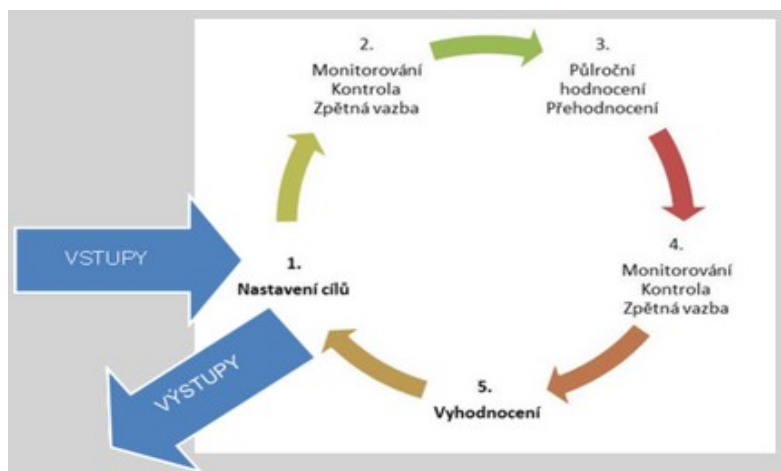 2.
Monitorování
Kontrola
Zpětná vazba
3.
Půlroční
hodnocení
Přehodnocení
VSTUPY
1.
Nastavení cílů
4.
Monitorování
Kontrola
Zpětná vazba
VÝSTUPY
5.
Vyhodnocení